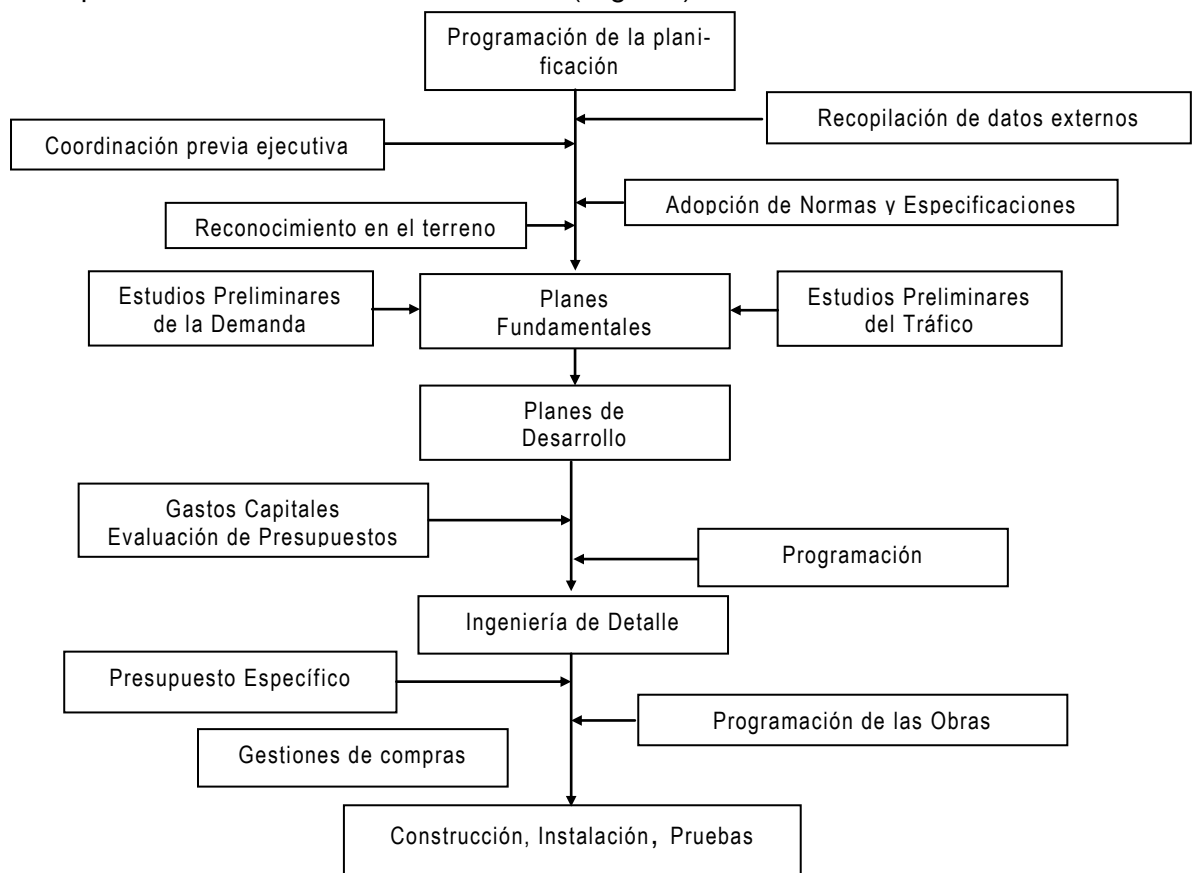 Programación de la plani-
ficación
Recopilación de datos externos
Coordinación previa ejecutiva
Adopción de Normas y Especificaciones
Reconocimiento en el terreno
Estudios Preliminares
de la Demanda
Planes
Fundamentales
Estudios Preliminares
del Tráfico
Planes de
Desarrollo
Gastos Capitales
Evaluación de Presupuestos
Programación
Ingeniería de Detalle
Presupuesto Específico
Programación de las Obras
Gestiones de compras
Construcción, Instalación, Pruebas